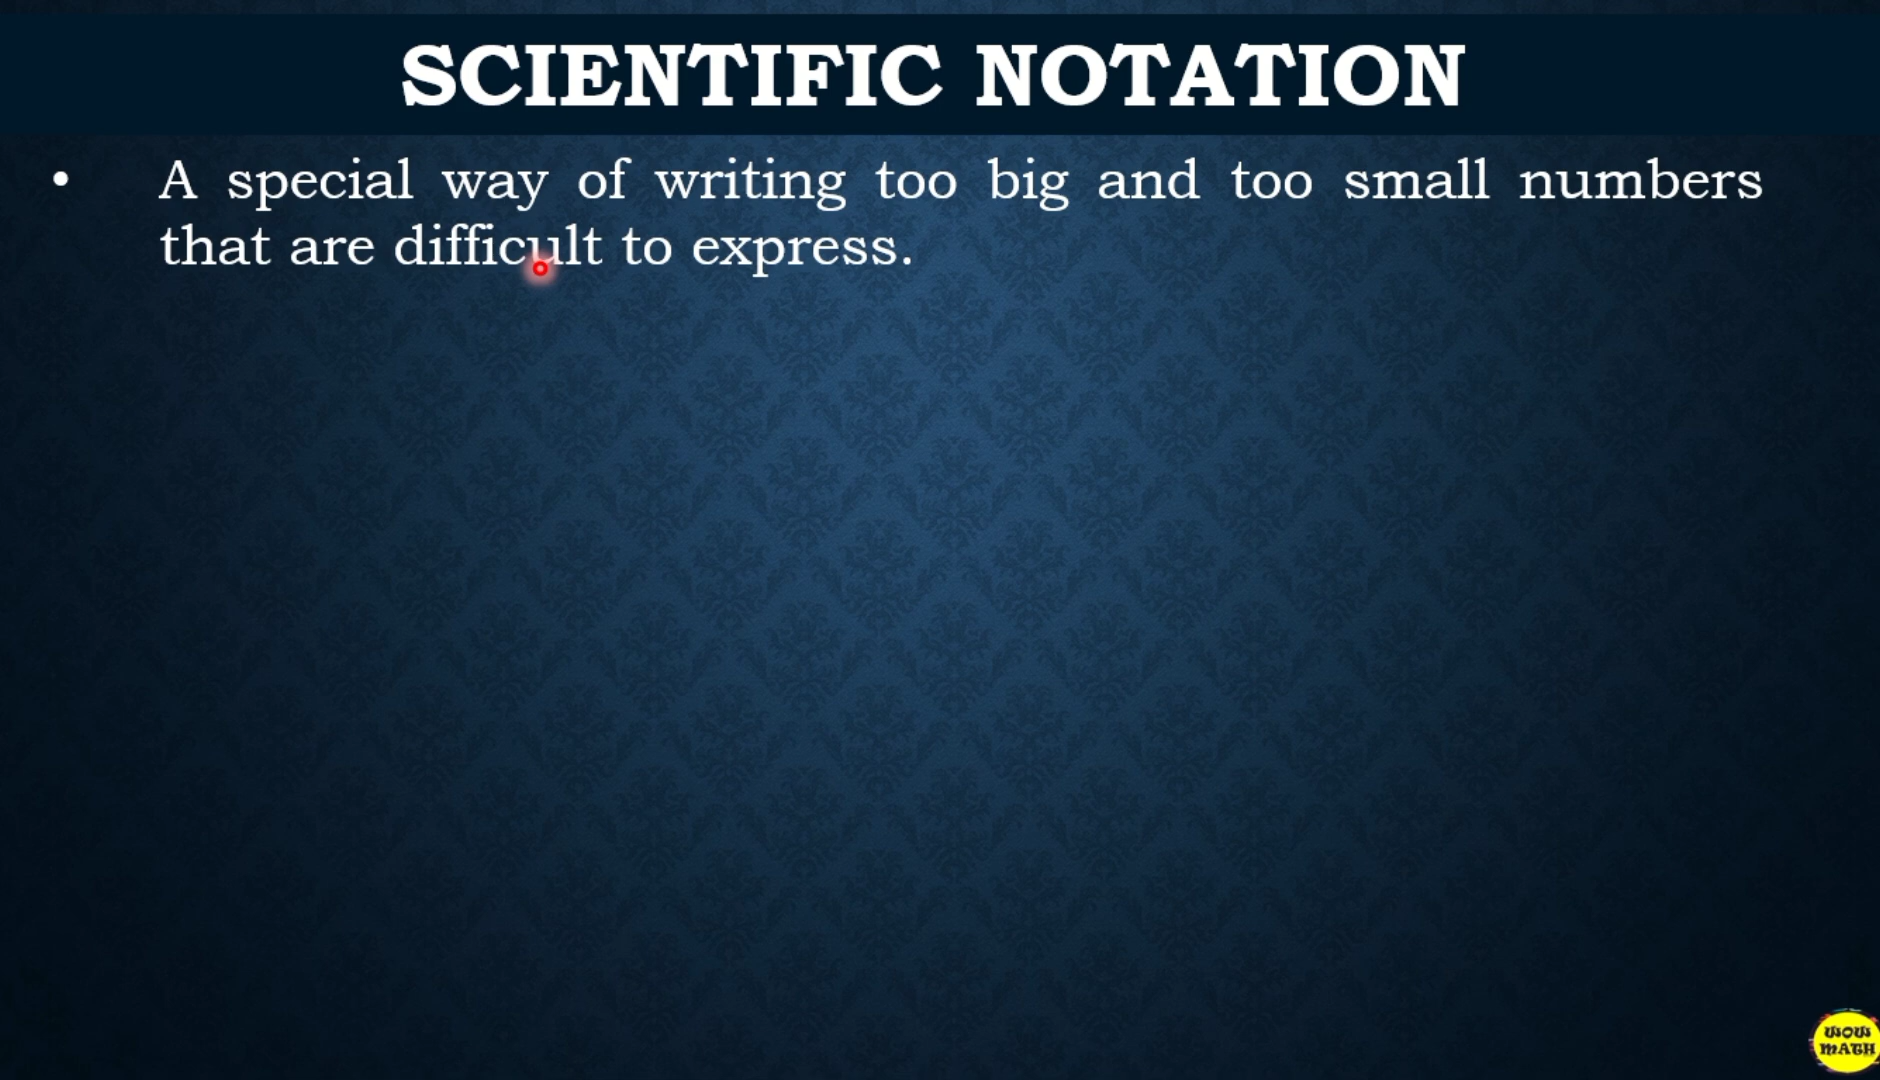 SCIENTIFIC NOTATION
• A special way of writing too big and too small numbers
that are difficult to express.
WOW
MATH